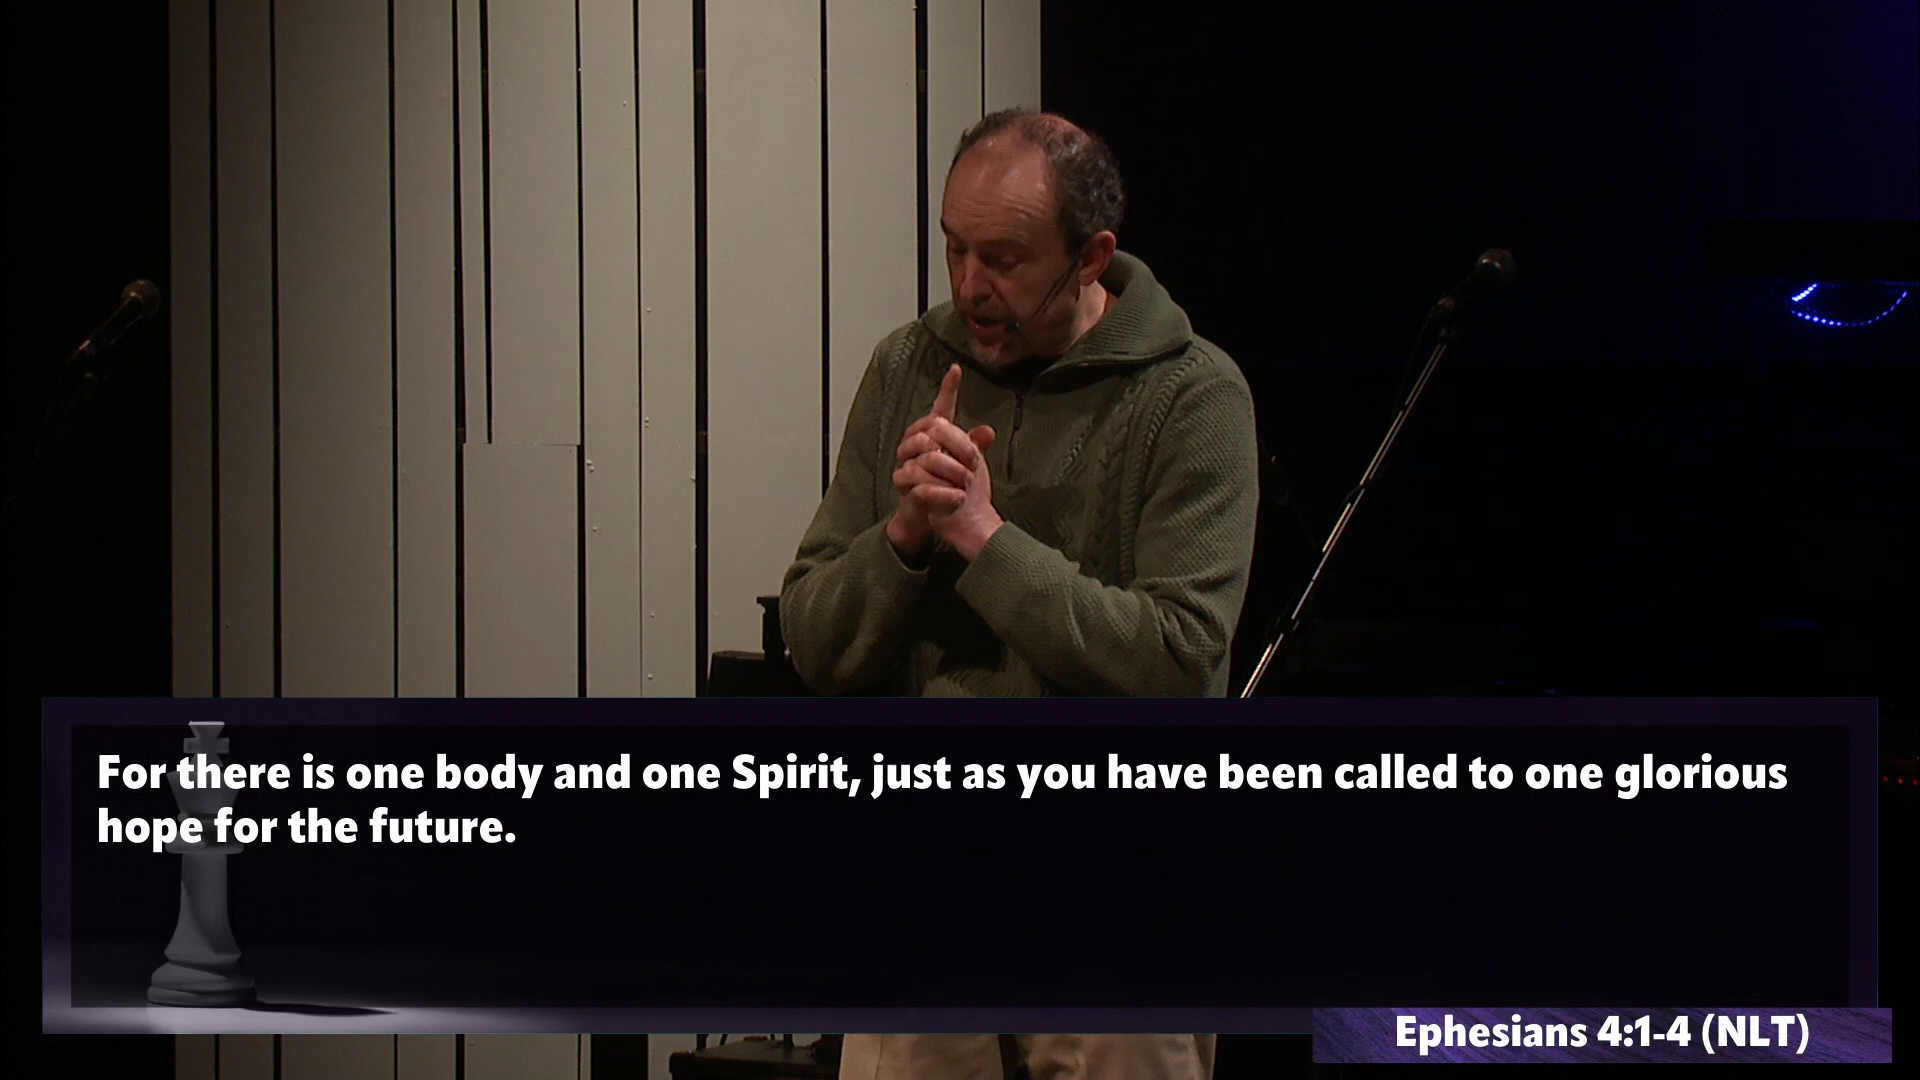 For there is one body and one Spirit, just as you have been called to one glorious
hope for the future.
Ephesians 4:1-4 (NLT)